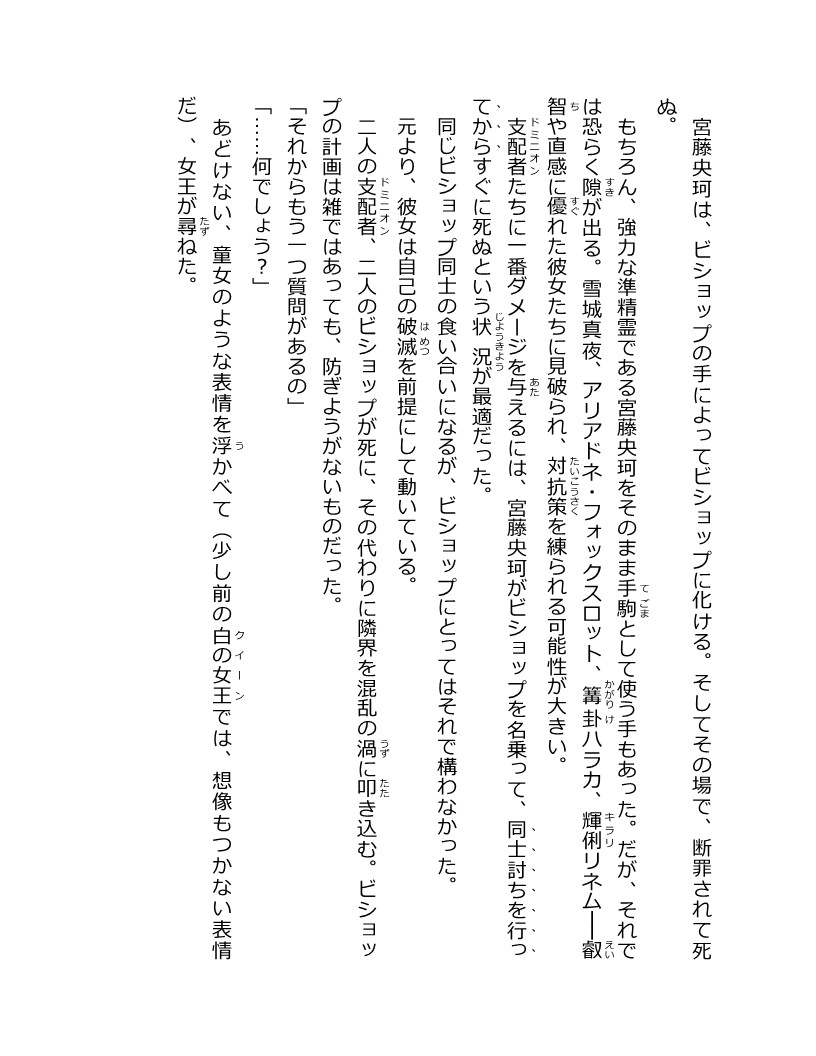 宮藤央珂は、ビショップの手によってビショップに化ける。そしてその場で、断罪されて死
ぬ。
　もちろん、強力な準精霊である宮藤央珂をそのまま手駒として使う手もあった。だが、それで
は恐らく隙が出る。雪城真夜、アリアドネ・フォックスロット、篝卦ハラカ、輝俐リネム――叡
智や直感に優れた彼女たちに見破られ、対抗策を練られる可能性が大きい。
　支配者たちに一番ダメージを与えるには、宮藤央珂がビショップを名乗って、同士討ちを行っ
てからすぐに死ぬという状況が最適だった。
　同じビショップ同士の食い合いになるが、ビショップにとってはそれで構わなかった。
　元より、彼女は自己の破滅を前提にして動いている。
　二人の支配者、二人のビショップが死に、その代わりに隣界を混乱の渦に叩き込む。ビショッ
プの計画は雑ではあっても、防ぎようがないものだった。
「それからもう一つ質問があるの」
「……何でしょう？」
　あどけない、童女のような表情を浮かべて（少し前の白の女王では、想像もつかない表情
だ）、女王が尋ねた。